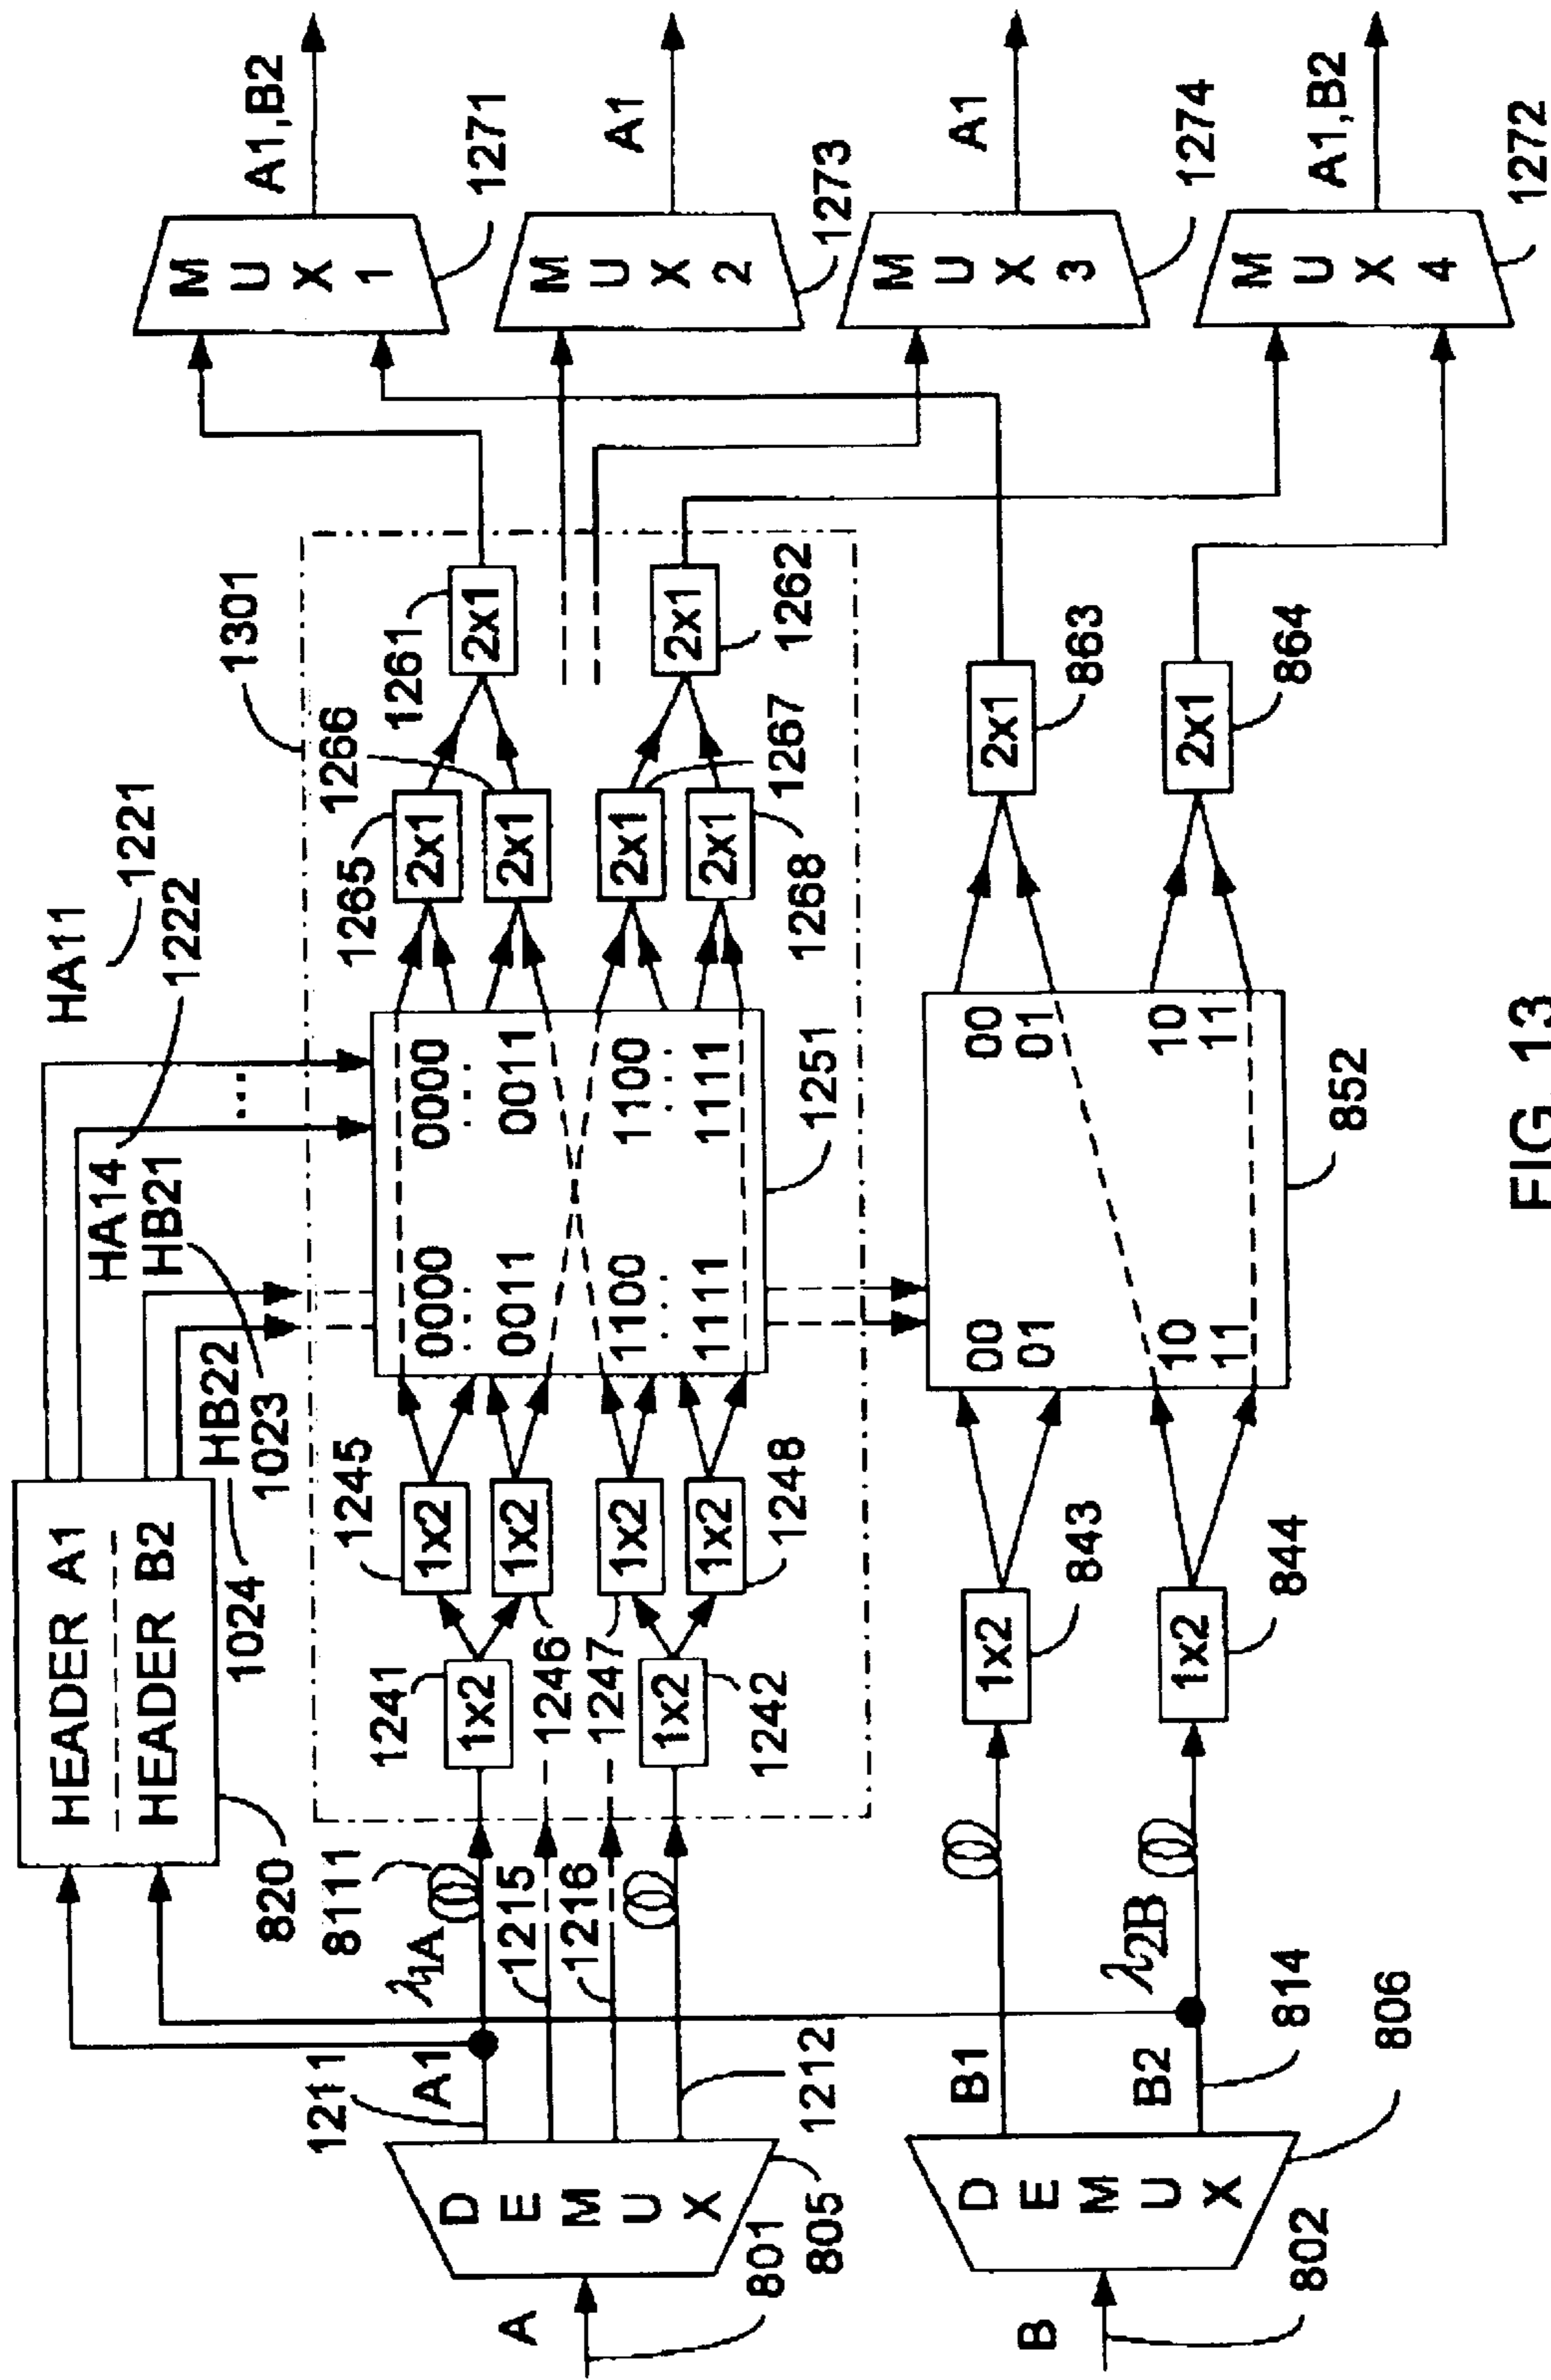 HEADER A1
HEADER B2
820
HA11
1221
HA14
1222
HB21
HB22
1023
1024
1301
A
801
DEMUX
805
1211
A1
λ1A
8111
1215
1216
1212
1241
1x2
1245
1x2
1x2
1246
1247
1x2
1x2
1248
1x2
1242
0000
⋮
0011
1100
⋮
1111
0000
⋮
0011
1100
⋮
1111
1251
1265
2x1
1266
2x1
2x1
1267
2x1
1268
1261
2x1
2x1
1262
B
802
DEMUX
806
B1
B2
814
λ2B
1x2
843
1x2
844
00
01
10
11
00
01
10
11
852
2x1
863
2x1
864
MUX 1
A1,B2
1271
MUX 2
A1
1273
MUX 3
A1
1274
MUX 4
A1,B2
1272
FIG. 13